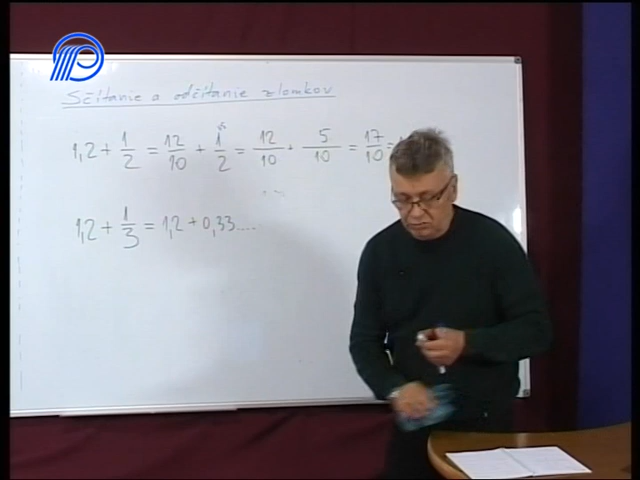 Sčítanie a odčítanie zlomkov
1,2 + 1/2 = 12/10 + 1/2 = 12/10 + 5/10 = 17/10 =
1,2 + 1/3 = 1,2 + 0,33....